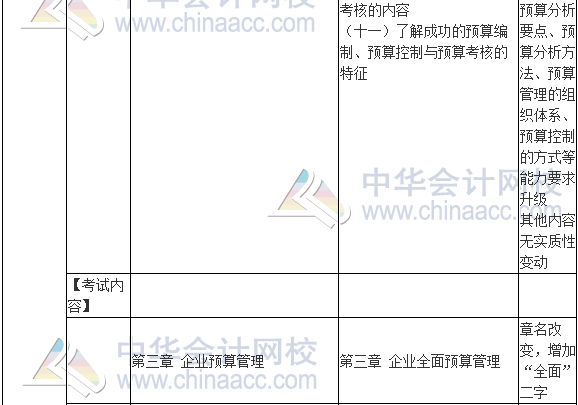 考核的内容
（十一）了解成功的预算编
制、预算控制与预算考核的
特征
预算分析
要点、预
算分析方
法、预算
管理的组
织体系、
预算控制
的方式等
能力要求
升级
其他内容
无实质性
变动
【考试内
容】
第三章 企业预算管理
第三章 企业全面预算管理
章名改
变，增加
“全面”
二字
中华会计网校
www.chinaacc.com
中华会计网校
www.chinaacc.com
中华会计网校
www.chinaacc.com